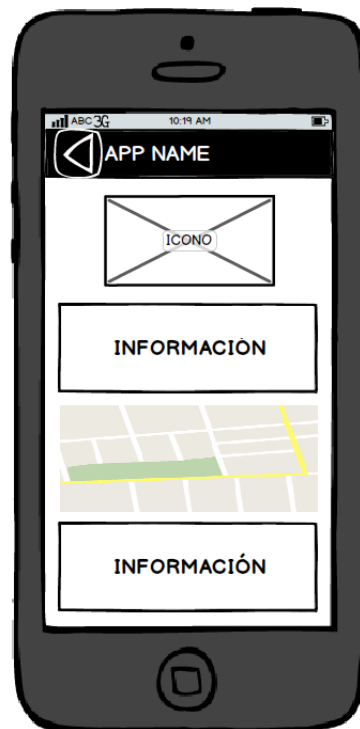 ABC 3G 10:19 AM
APP NAME
ICONO
INFORMACIÓN
INFORMACIÓN